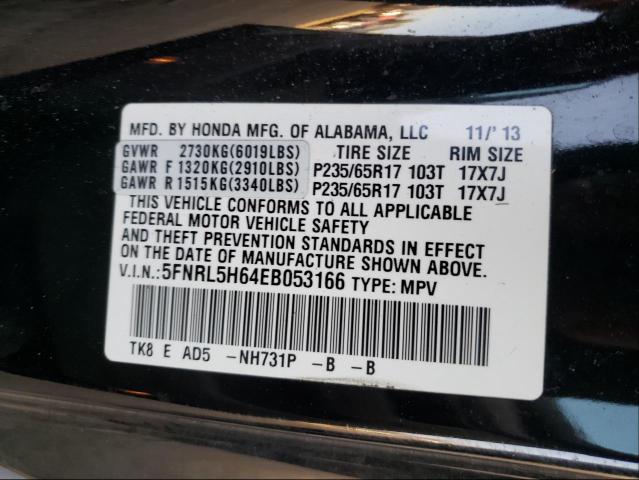 MFD. BY HONDA MFG. OF ALABAMA, LLC 11/' 13
GVWR 2730KG(6019LBS) TIRE SIZE RIM SIZE
GAWR F 1320KG(2910LBS) P235/65R17 103T 17X7J
GAWR R 1515KG(3340LBS) P235/65R17 103T 17X7J
THIS VEHICLE CONFORMS TO ALL APPLICABLE
FEDERAL MOTOR VEHICLE SAFETY
AND THEFT PREVENTION STANDARDS IN EFFECT
ON THE DATE OF MANUFACTURE SHOWN ABOVE.
V.I.N.: 5FNRL5H64EB053166 TYPE: MPV
TK8 E AD5 -NH731P -B -B